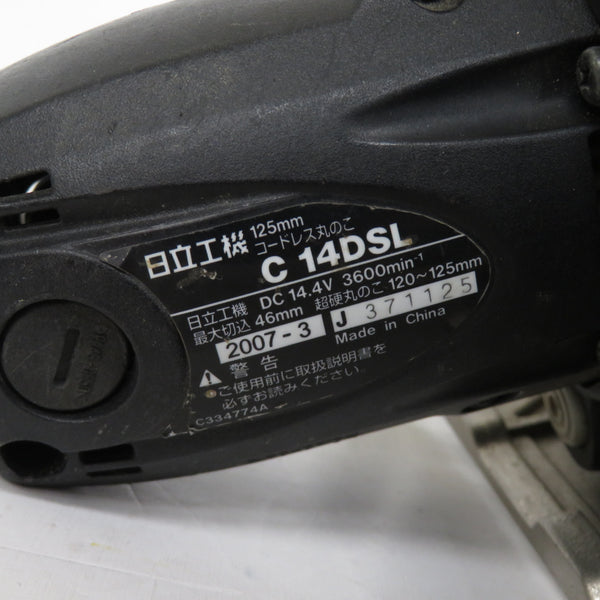 日立工機 125mm コードレス丸のこ
C 14DSL
日立工機 DC 14.4V 3600min⁻¹
最大切込 46mm 超硬丸のこ 120~125mm
2007-3 J 371125
Made in China
警告
ご使用前に取扱説明書を
必ずお読みください。
C334774A